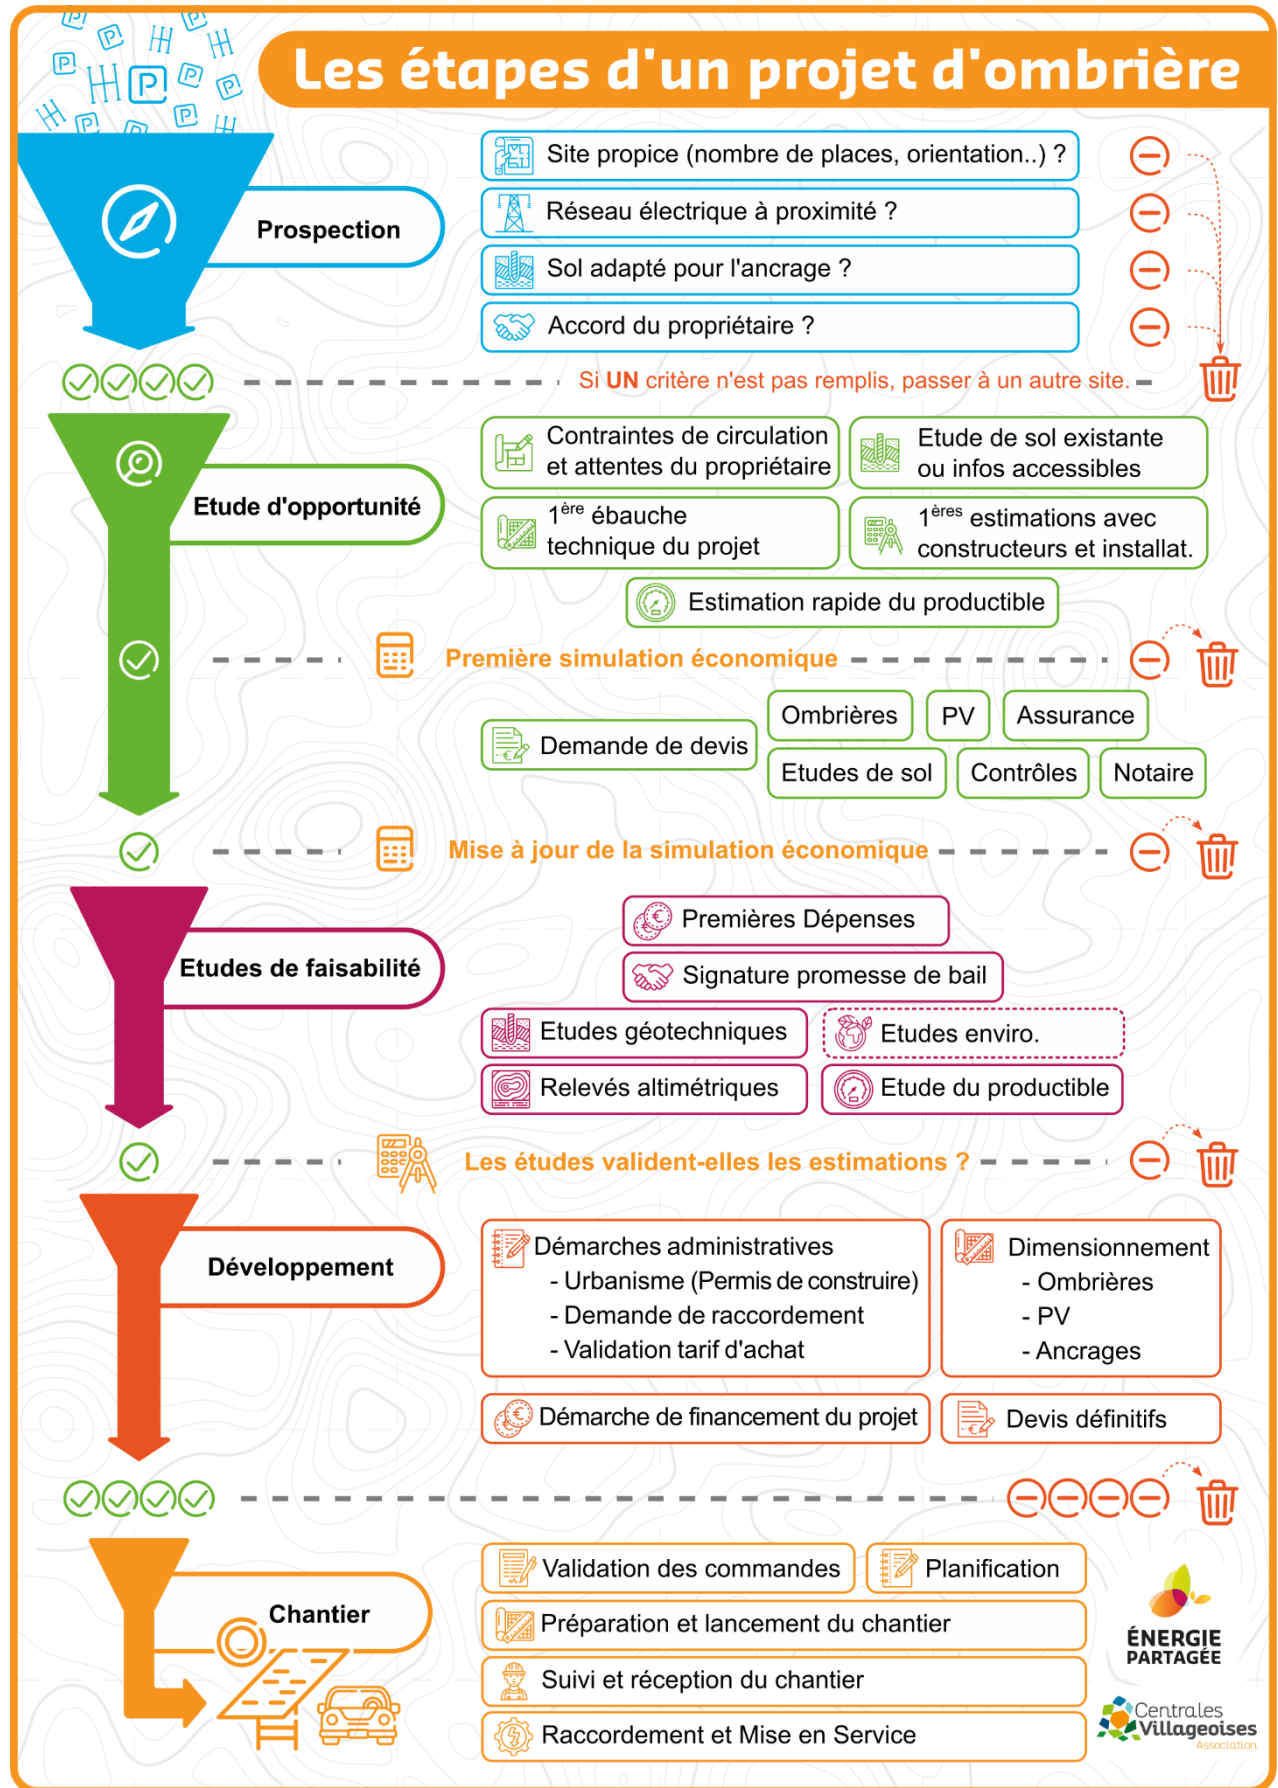 Les étapes d'un projet d'ombrière
Prospection
Site propice (nombre de places, orientation..) ?
Réseau électrique à proximité ?
Sol adapté pour l'ancrage ?
Accord du propriétaire ?
Si UN critère n'est pas remplis, passer à un autre site.
Etude d'opportunité
Contraintes de circulation
et attentes du propriétaire
Etude de sol existante
ou infos accessibles
1ère ébauche
technique du projet
1ères estimations avec
constructeurs et installat.
Estimation rapide du productible
Première simulation économique
Demande de devis
Ombrières
PV
Assurance
Etudes de sol
Contrôles
Notaire
Mise à jour de la simulation économique
Etudes de faisabilité
Premières Dépenses
Signature promesse de bail
Etudes géotechniques
Etudes enviro.
Relevés altimétriques
Etude du productible
Les études valident-elles les estimations ?
Développement
Démarches administratives
- Urbanisme (Permis de construire)
- Demande de raccordement
- Validation tarif d'achat
Dimensionnement
- Ombrières
- PV
- Ancrages
Démarche de financement du projet
Devis définitifs
Chantier
Validation des commandes
Planification
Préparation et lancement du chantier
Suivi et réception du chantier
Raccordement et Mise en Service
ÉNERGIE
PARTAGÉE
Centrales
Villageoises
Association